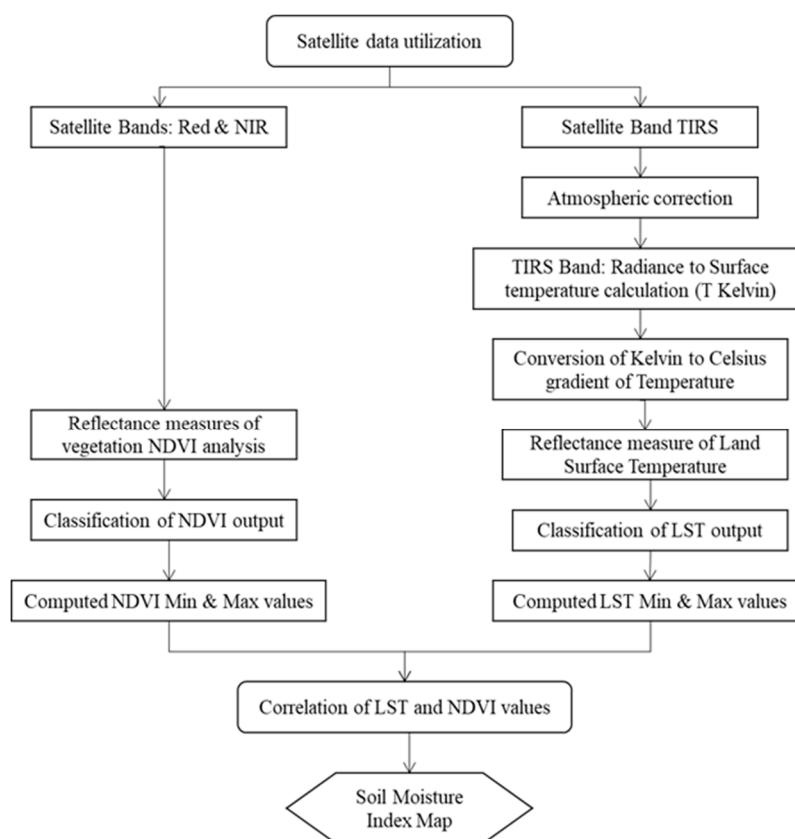 Satellite data utilization
Satellite Bands: Red & NIR
Satellite Band TIRS
Atmospheric correction
TIRS Band: Radiance to Surface
temperature calculation (T Kelvin)
Conversion of Kelvin to Celsius
gradient of Temperature
Reflectance measures of
vegetation NDVI analysis
Reflectance measure of Land
Surface Temperature
Classification of NDVI output
Classification of LST output
Computed NDVI Min & Max values
Computed LST Min & Max values
Correlation of LST and NDVI values
Soil Moisture
Index Map